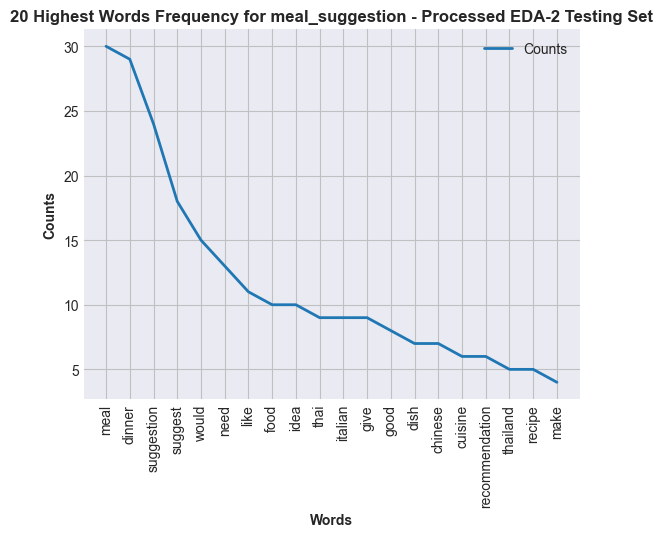 20 Highest Words Frequency for meal_suggestion - Processed EDA-2 Testing Set
Counts
30
25
20
15
10
5
Counts
meal
dinner
suggestion
suggest
would
need
like
food
idea
thai
italian
give
good
dish
chinese
cuisine
recommendation
thailand
recipe
make
Words